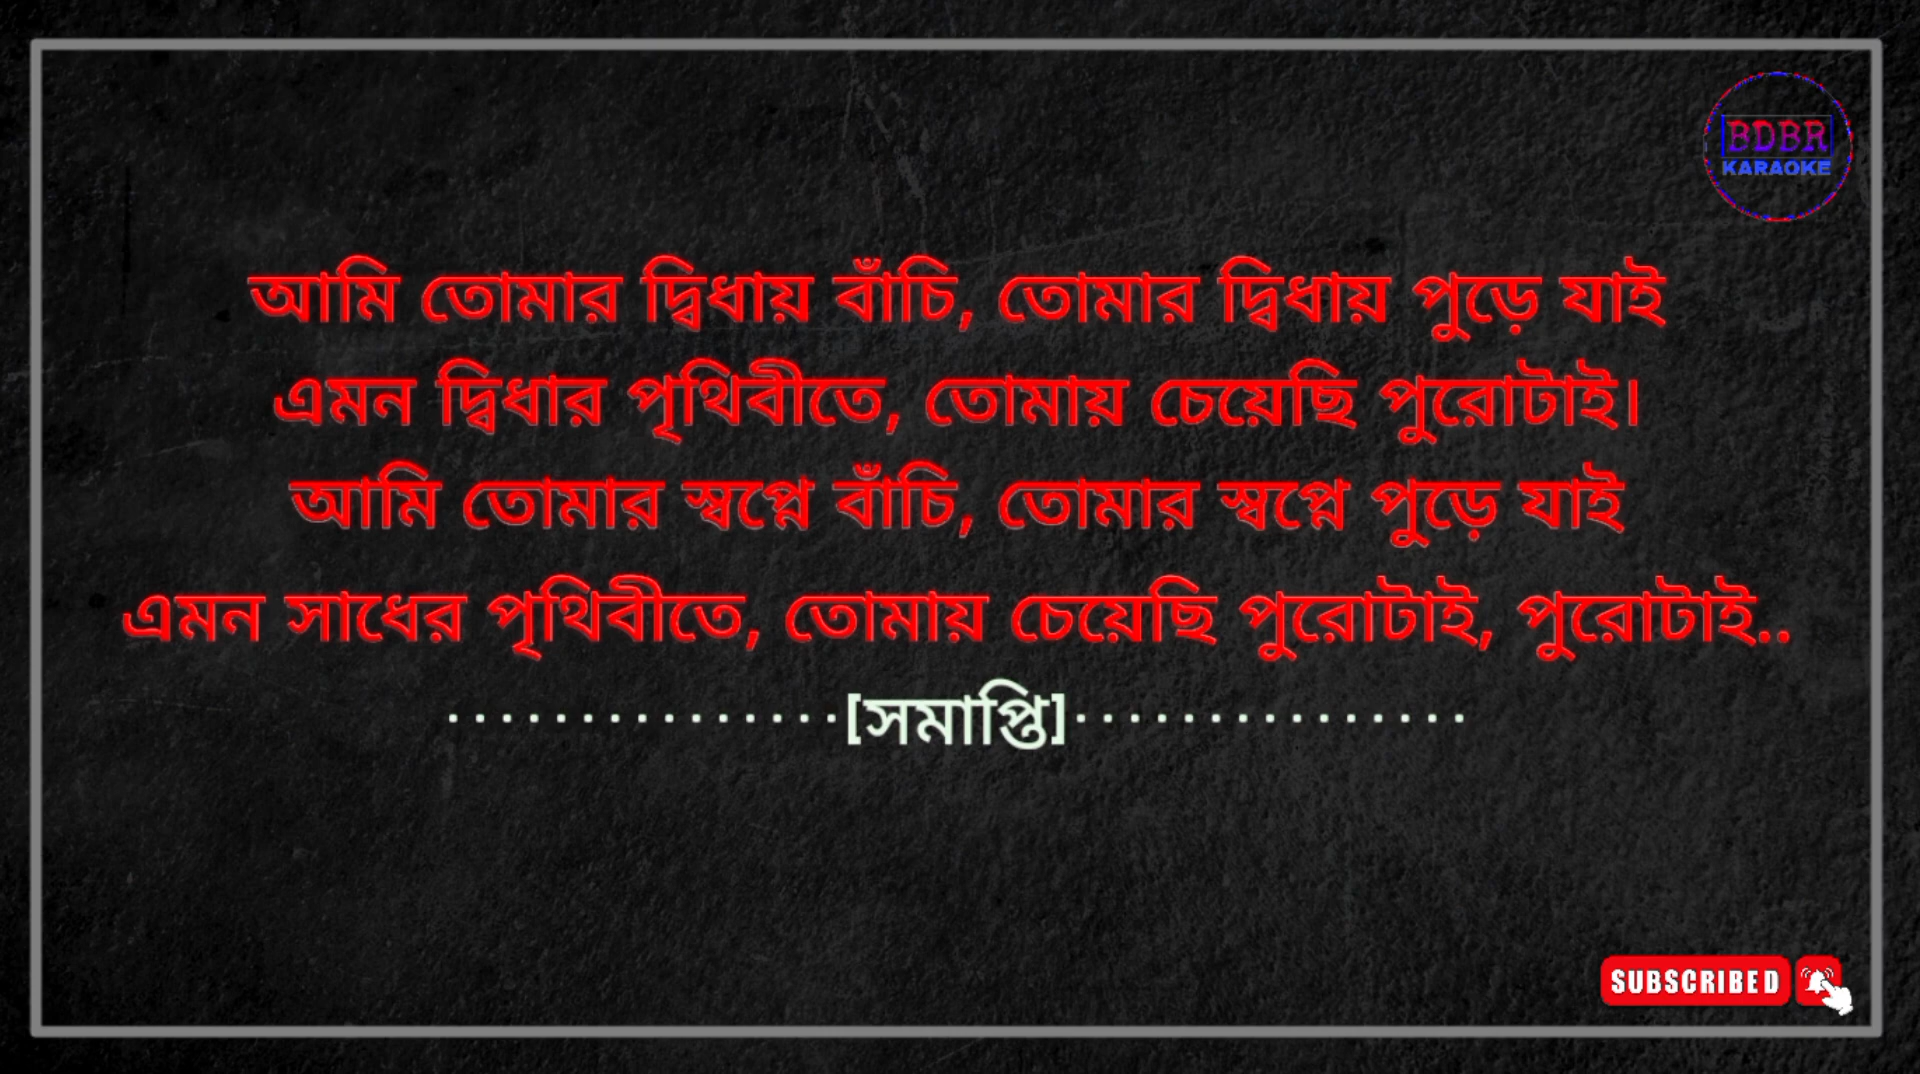 BDBR
KARAOKE
আমি তোমার দ্বিধায় বাঁচি, তোমার দ্বিধায় পুড়ে যাই
এমন দ্বিধার পৃথিবীতে, তোমায় চেয়েছি পুরোটাই।
আমি তোমার স্বপ্নে বাঁচি, তোমার স্বপ্নে পুড়ে যাই
এমন সাধের পৃথিবীতে, তোমায় চেয়েছি পুরোটাই, পুরোটাই..
···············[সমাপ্তি]···············
SUBSCRIBED